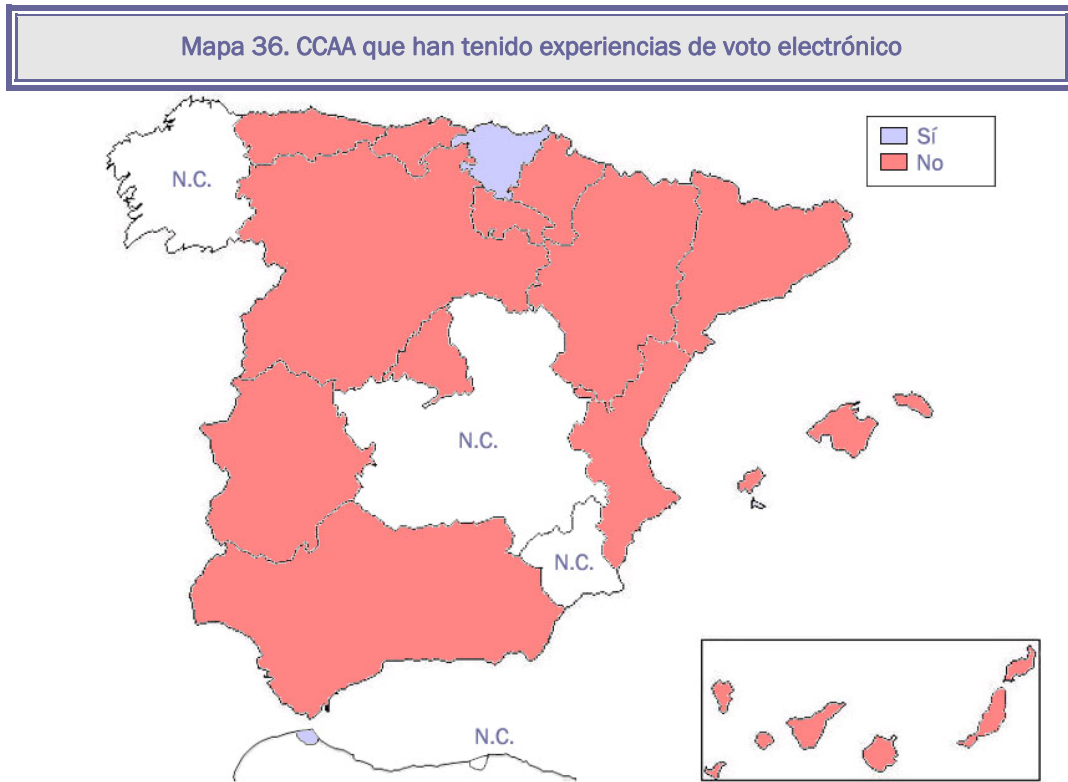 Mapa 36. CCAA que han tenido experiencias de voto electrónico
Sí
No
N.C.
N.C.
N.C.
N.C.